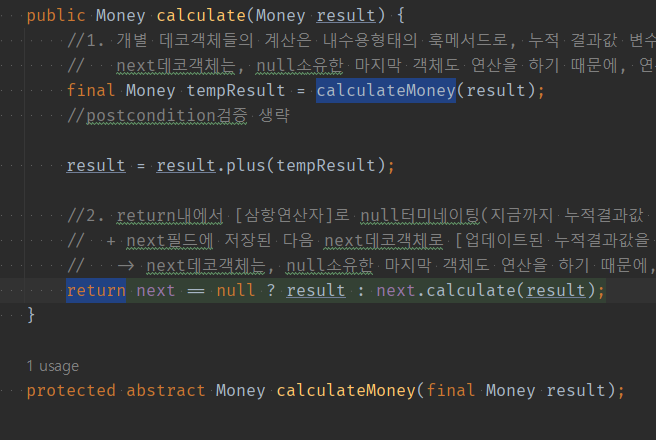 public Money calculate(Money result) {
//1. 개별 데코객체들의 계산은 내수용형태의 훅메서드로, 누적 결과값 변수
// next데코객체는, null소유한 마지막 객체도 연산을 하기 때문에, 연
final Money tempResult = calculateMoney(result);
//postcondition검증 생략
result = result.plus(tempResult);
//2. return내에서 [삼항연산자]로 null터미네이팅(지금까지 누적결과값
// + next필드에 저장된 다음 next데코객체로 [업데이트된 누적결과값을
// -> next데코객체는, null소유한 마지막 객체도 연산을 하기 때문에,
return next == null ? result : next.calculate(result);
}
1 usage
protected abstract Money calculateMoney(final Money result);